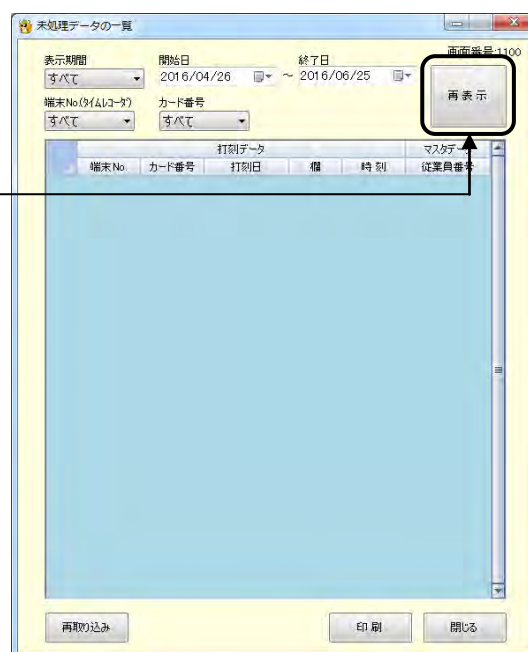 未処理データの一覧
画面番号:1100
表示期間 開始日 終了日
すべて 2016/04/26 ～ 2016/06/25
再表示
端末No.(タイムレコーダ) カード番号
すべて すべて
打刻データ マスタデータ
端末No. カード番号 打刻日 欄 時刻 従業員番号
再取り込み 印刷 閉じる